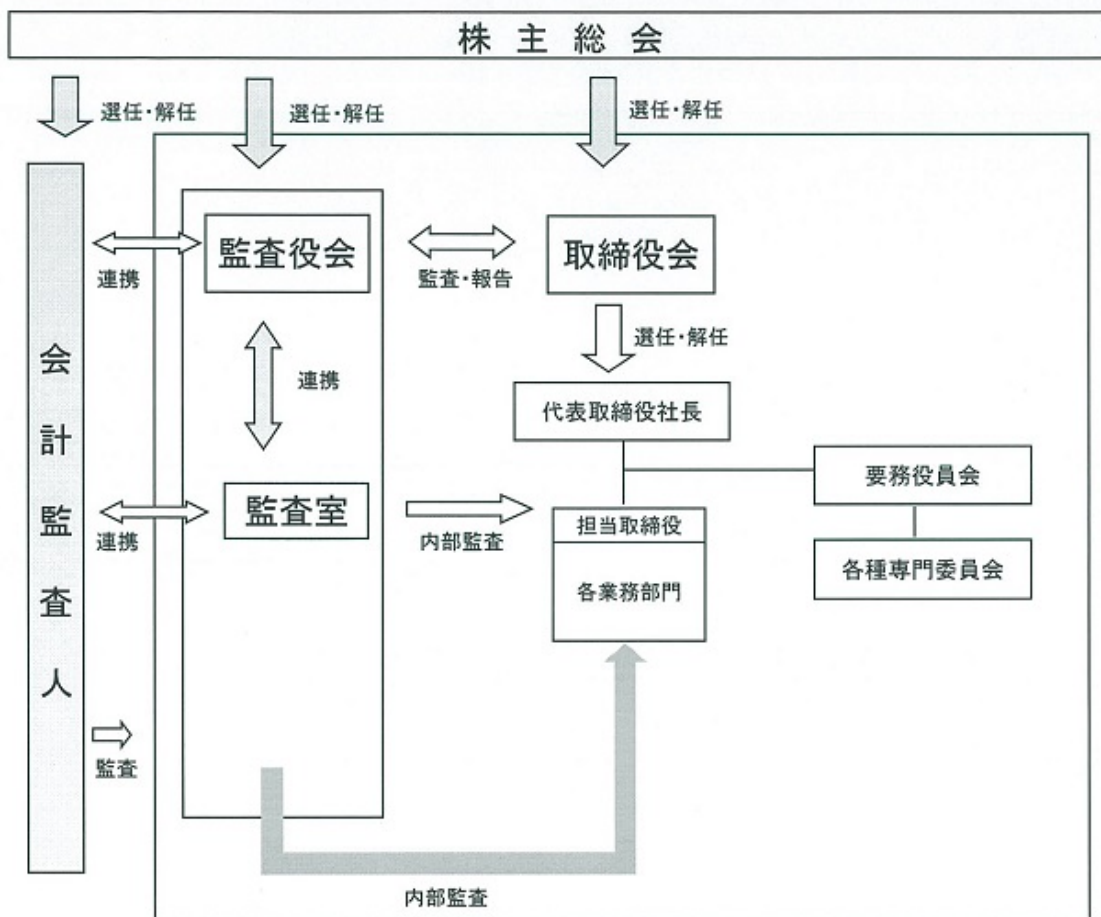 株主総会
選任・解任
選任・解任
選任・解任
会計監査人
連携
監査役会
監査・報告
取締役会
選任・解任
連携
代表取締役社長
要務役員会
連携
監査室
内部監査
担当取締役
各業務部門
各種専門委員会
監査
内部監査